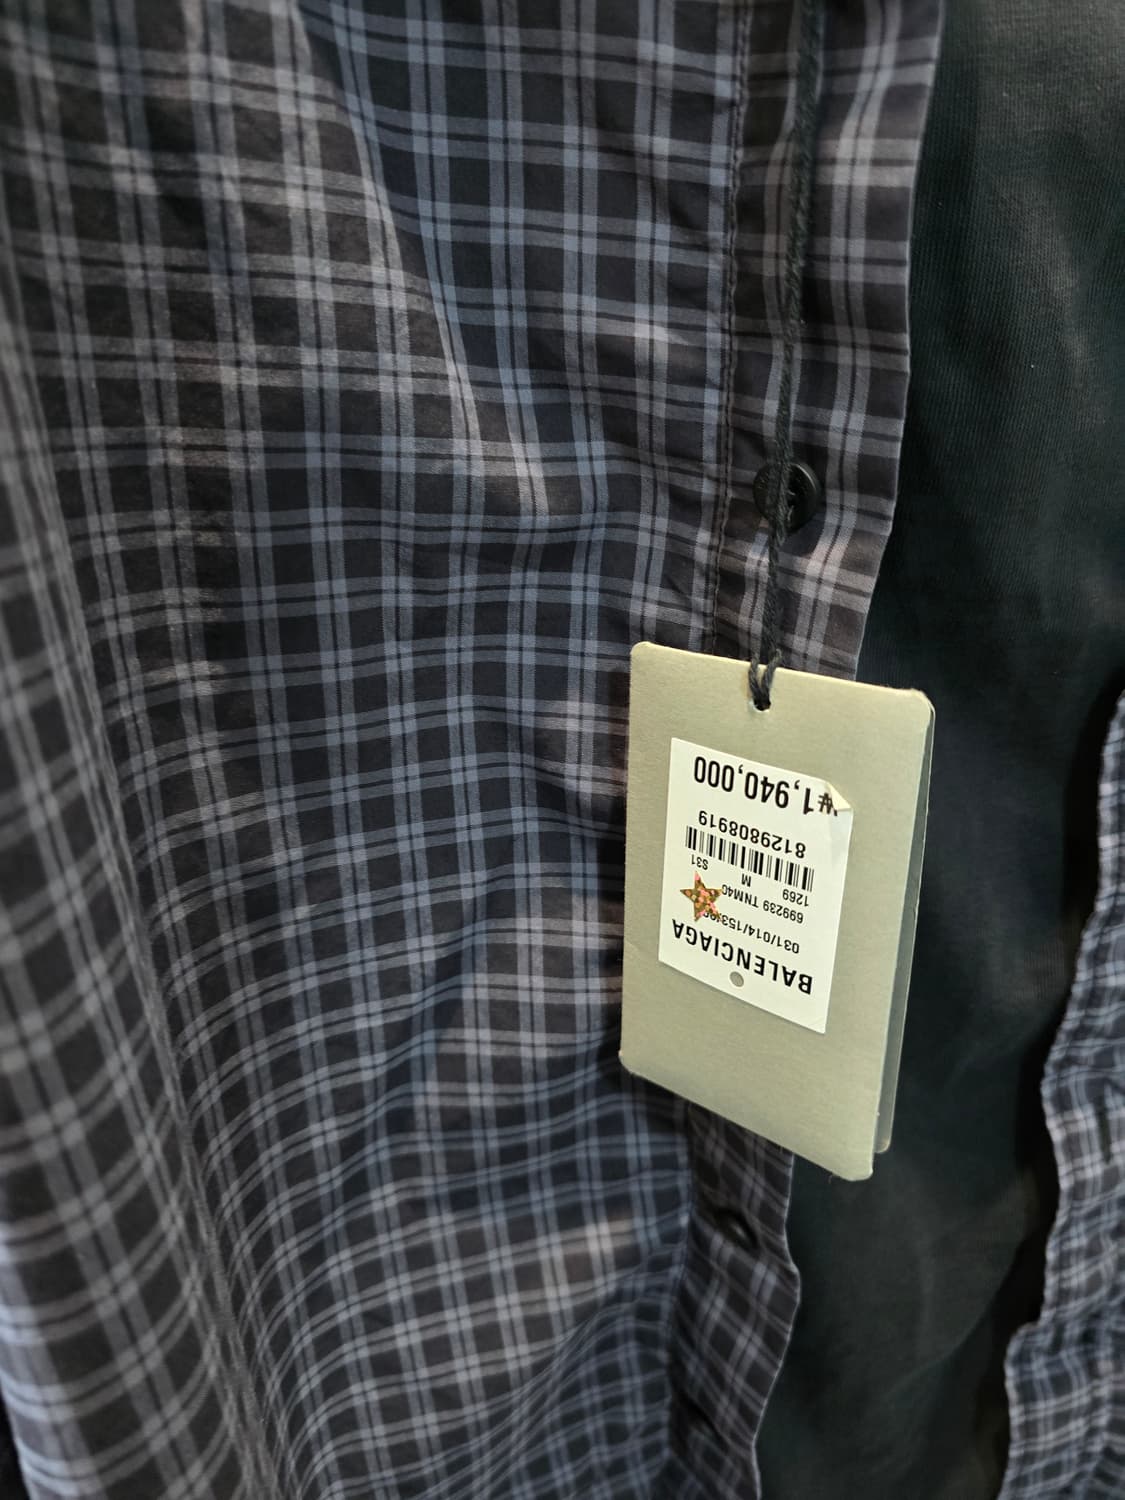 BALENCIAGA
031/014/153
699239 TNM40
1269 M S31
8129808919
₩1,940,000